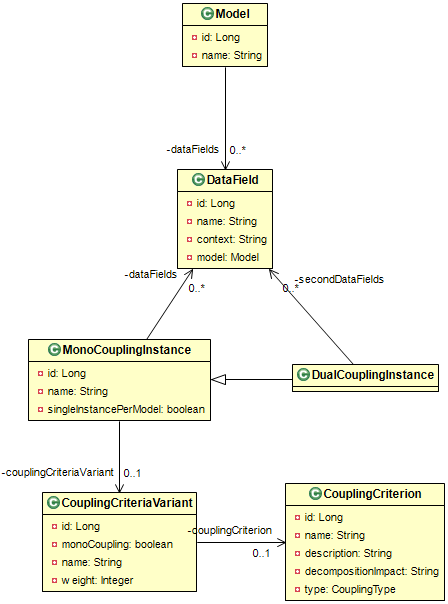 Model
id: Long
name: String
-dataFields
0..*
DataField
id: Long
name: String
context: String
model: Model
-dataFields
0..*
-secondDataFields
0..*
MonoCouplingInstance
id: Long
name: String
singleInstancePerModel: boolean
DualCouplingInstance
-couplingCriteriaVariant
0..1
CouplingCriteriaVariant
id: Long
monoCoupling: boolean
name: String
weight: Integer
-couplingCriterion
0..1
CouplingCriterion
id: Long
name: String
description: String
decompositionImpact: String
type: CouplingType